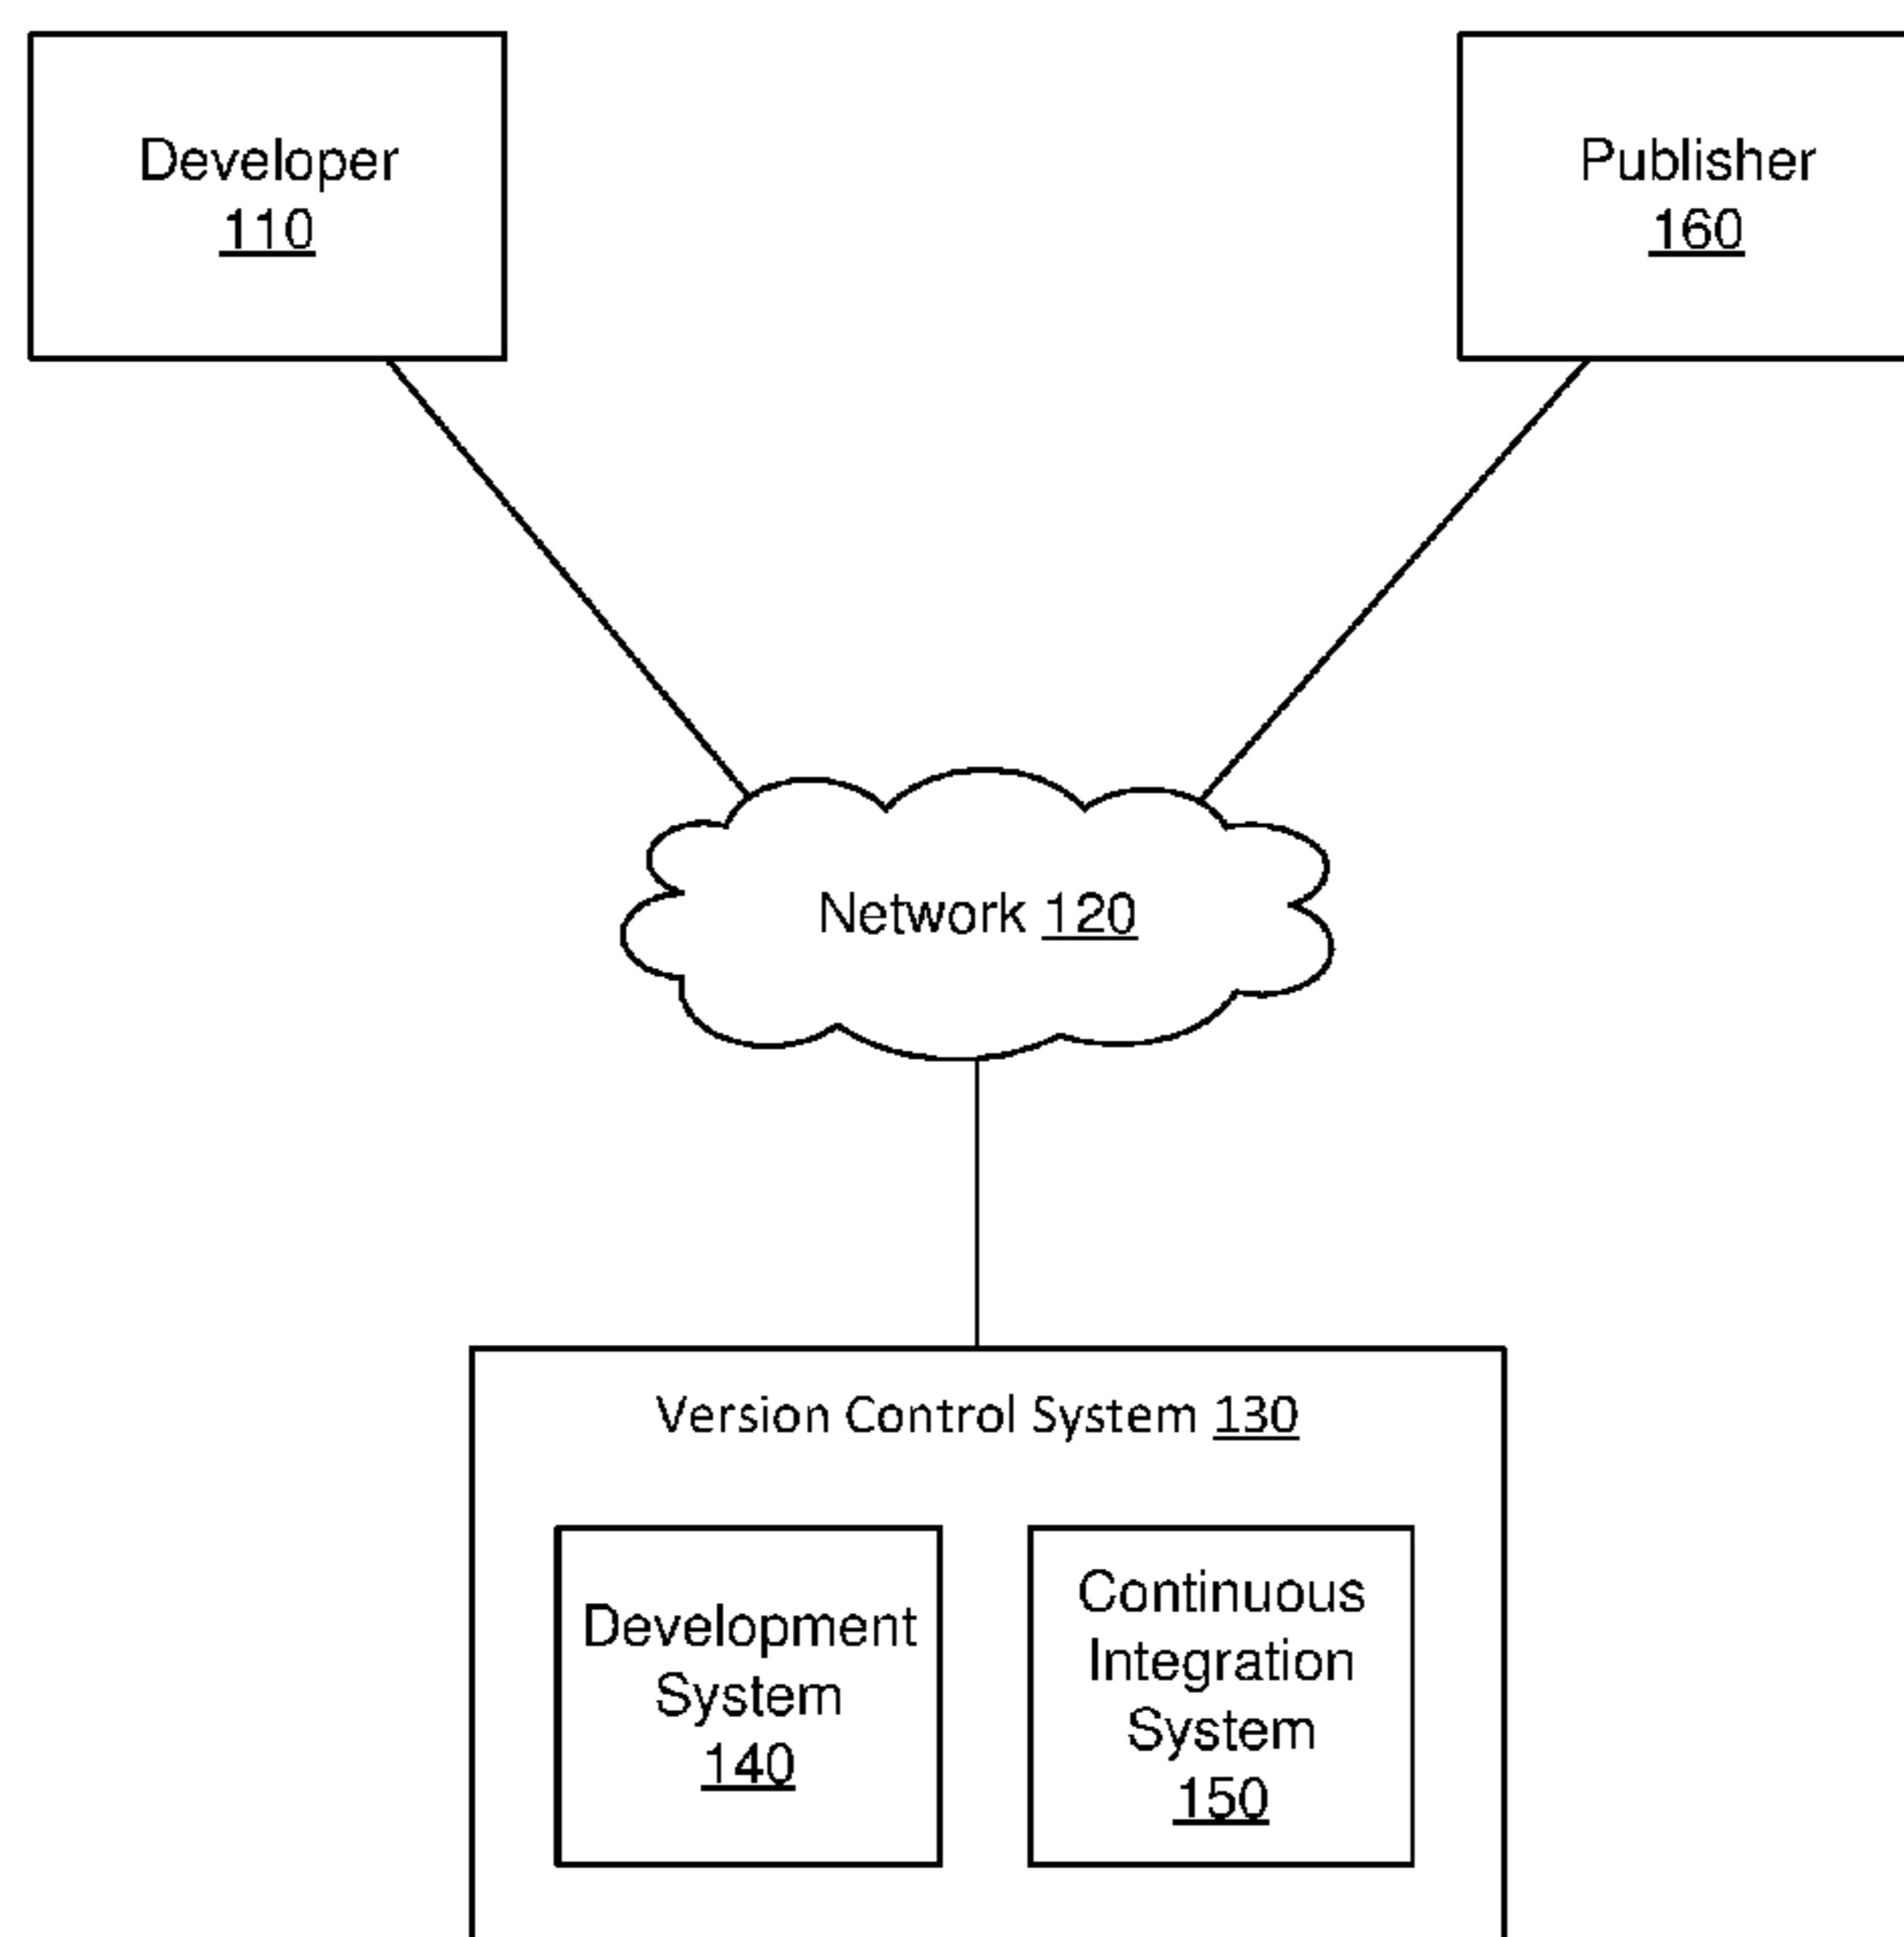 Developer
110
Publisher
160
Network 120
Version Control System 130
Development
System
140
Continuous
Integration
System
150